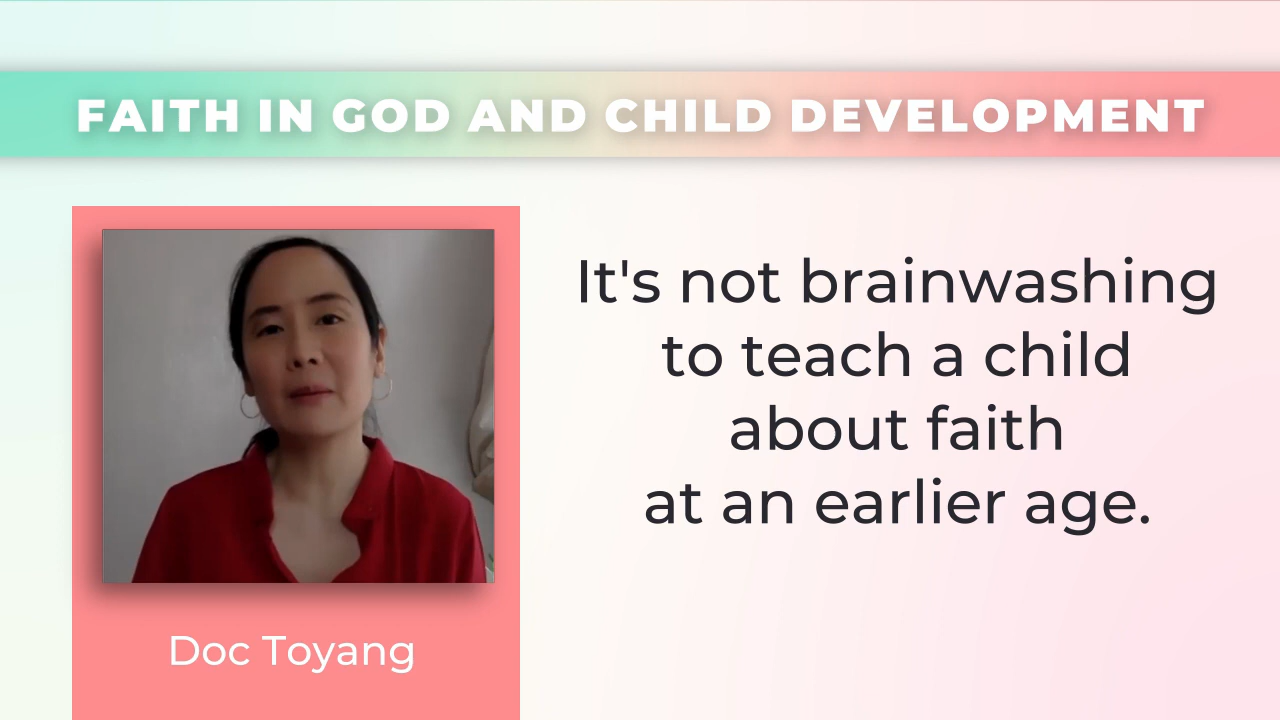 FAITH IN GOD AND CHILD DEVELOPMENT
It's not brainwashing
to teach a child
about faith
at an earlier age.
Doc Toyang